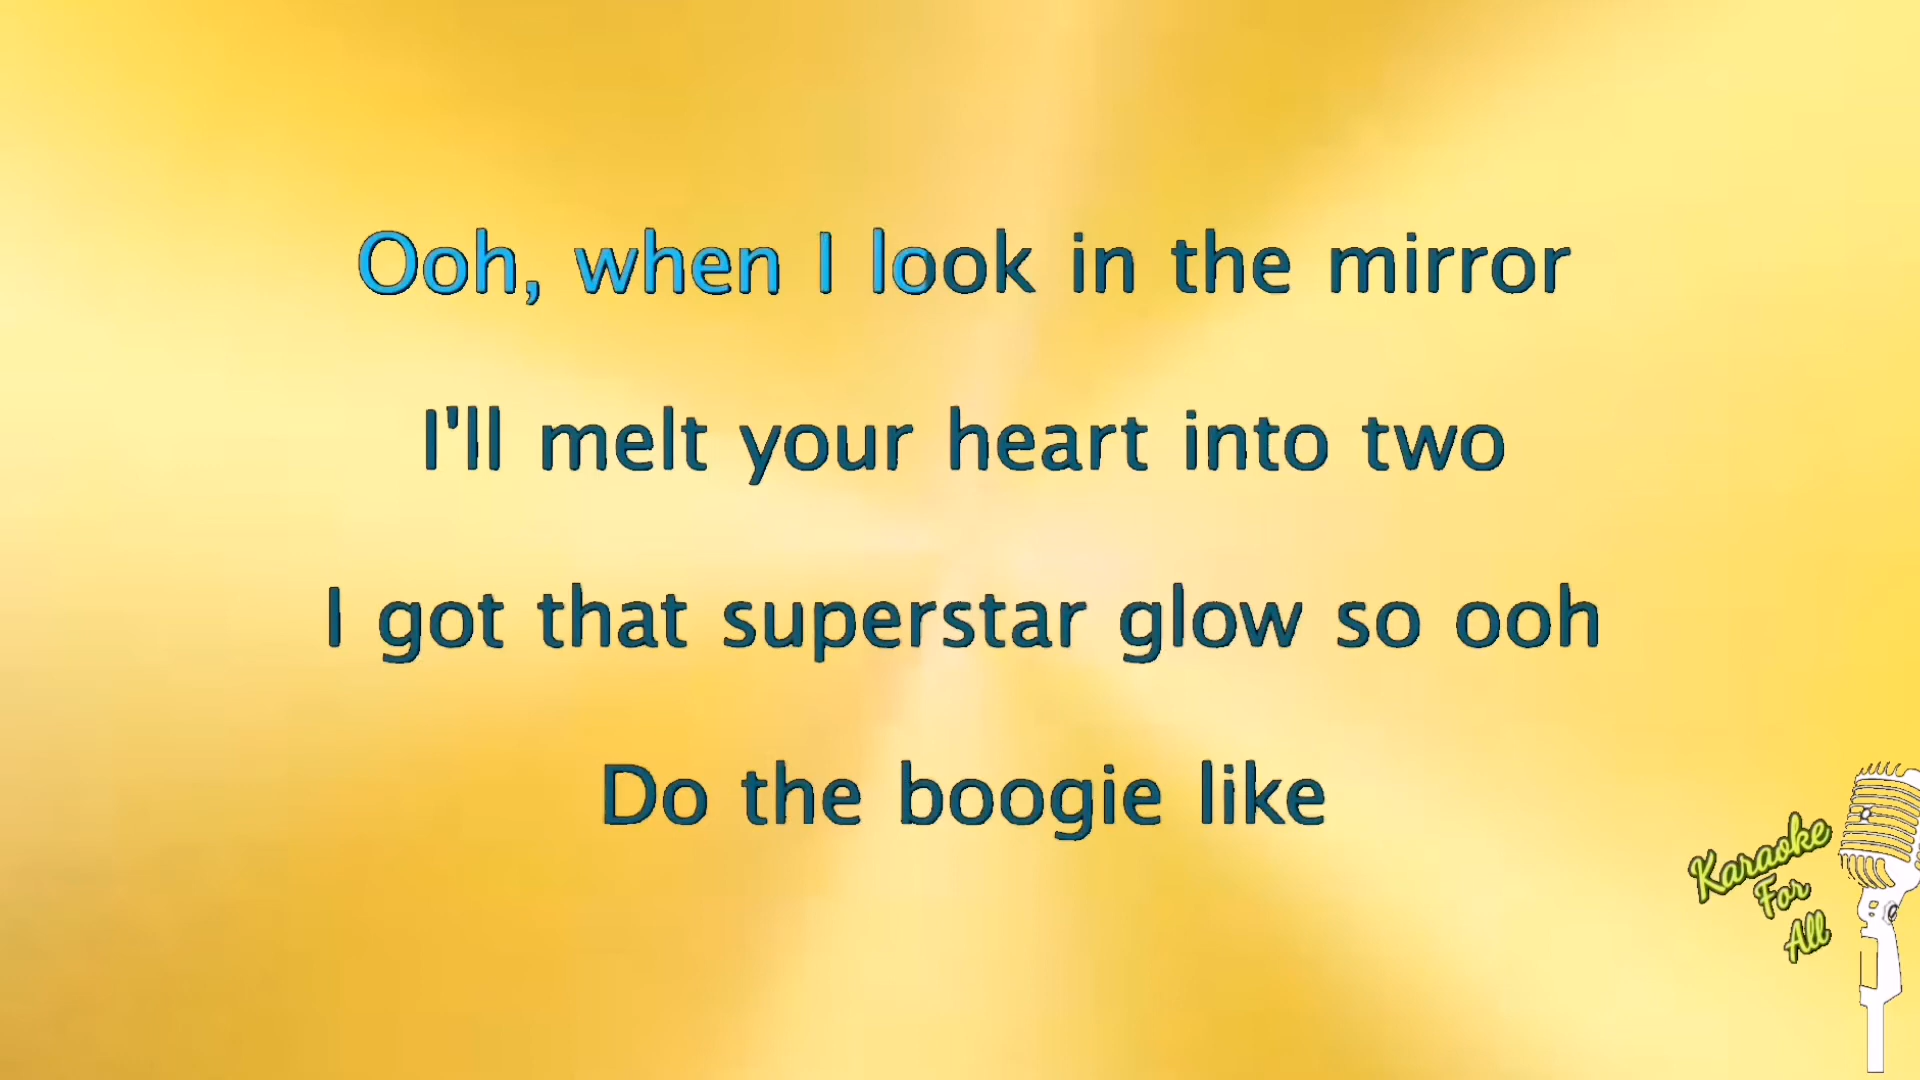 Ooh, when I look in the mirror
I'll melt your heart into two
I got that superstar glow so ooh
Do the boogie like
Karaoke
For
All